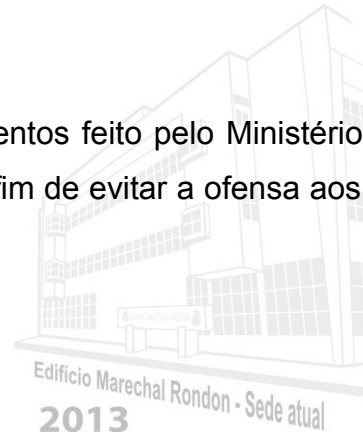 entos feito pelo Ministério
fim de evitar a ofensa aos
Edifício Marechal Rondon - Sede atual
2013